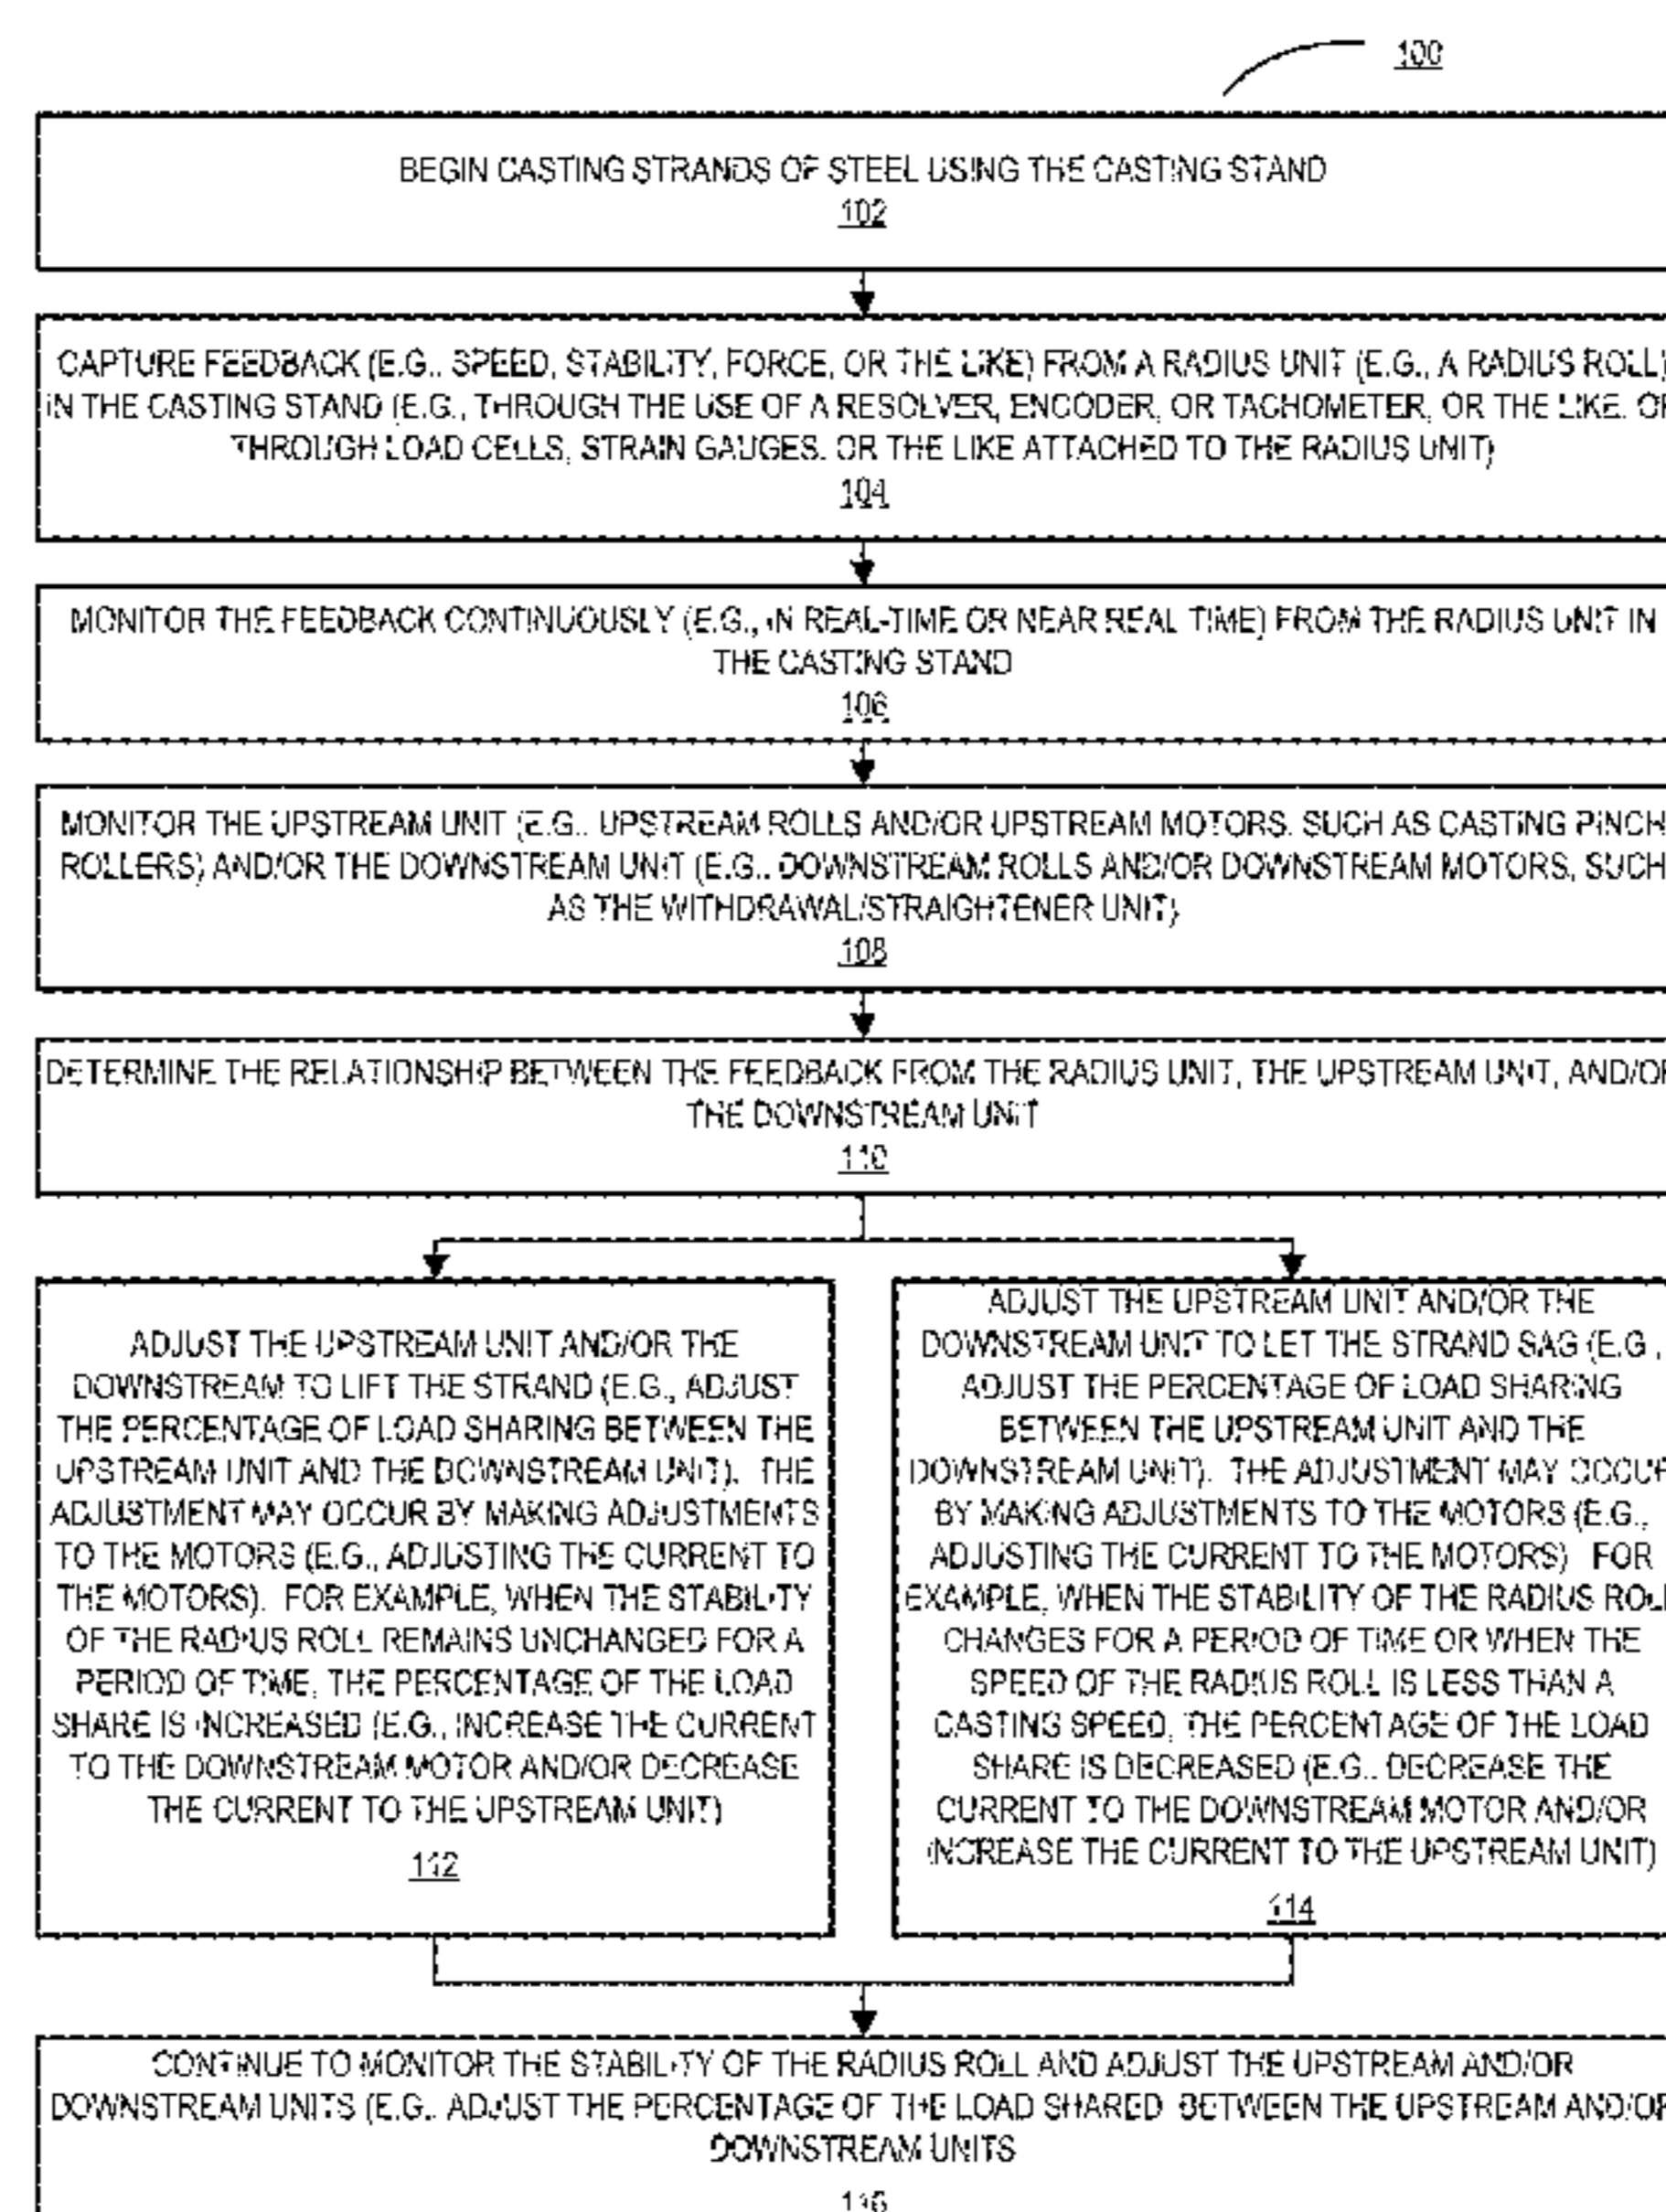 100
BEGIN CASTING STRANDS OF STEEL USING THE CASTING STAND
102
CAPTURE FEEDBACK (E.G., SPEED, STABILITY, FORCE, OR THE LIKE) FROM A RADIUS UNIT (E.G., A RADIUS ROLL)
IN THE CASTING STAND (E.G., THROUGH THE USE OF A RESOLVER, ENCODER, OR TACHOMETER, OR THE LIKE, OR
THROUGH LOAD CELLS, STRAIN GAUGES, OR THE LIKE ATTACHED TO THE RADIUS UNIT)
104
MONITOR THE FEEDBACK CONTINUOUSLY (E.G., IN REAL-TIME OR NEAR REAL TIME) FROM THE RADIUS UNIT IN
THE CASTING STAND
106
MONITOR THE UPSTREAM UNIT (E.G., UPSTREAM ROLLS AND/OR UPSTREAM MOTORS, SUCH AS CASTING PINCH
ROLLERS) AND/OR THE DOWNSTREAM UNIT (E.G., DOWNSTREAM ROLLS AND/OR DOWNSTREAM MOTORS, SUCH
AS THE WITHDRAWAL/STRAIGHTENER UNIT)
108
DETERMINE THE RELATIONSHIP BETWEEN THE FEEDBACK FROM THE RADIUS UNIT, THE UPSTREAM UNIT, AND/OR
THE DOWNSTREAM UNIT
110
ADJUST THE UPSTREAM UNIT AND/OR THE
DOWNSTREAM TO LIFT THE STRAND (E.G., ADJUST
THE PERCENTAGE OF LOAD SHARING BETWEEN THE
UPSTREAM UNIT AND THE DOWNSTREAM UNIT). THE
ADJUSTMENT MAY OCCUR BY MAKING ADJUSTMENTS
TO THE MOTORS (E.G., ADJUSTING THE CURRENT TO
THE MOTORS). FOR EXAMPLE, WHEN THE STABILITY
OF THE RADIUS ROLL REMAINS UNCHANGED FOR A
PERIOD OF TIME, THE PERCENTAGE OF THE LOAD
SHARE IS INCREASED (E.G., INCREASE THE CURRENT
TO THE DOWNSTREAM MOTOR AND/OR DECREASE
THE CURRENT TO THE UPSTREAM UNIT)
112
ADJUST THE UPSTREAM UNIT AND/OR THE
DOWNSTREAM UNIT TO LET THE STRAND SAG (E.G.,
ADJUST THE PERCENTAGE OF LOAD SHARING
BETWEEN THE UPSTREAM UNIT AND THE
DOWNSTREAM UNIT). THE ADJUSTMENT MAY OCCUR
BY MAKING ADJUSTMENTS TO THE MOTORS (E.G.,
ADJUSTING THE CURRENT TO THE MOTORS) FOR
EXAMPLE, WHEN THE STABILITY OF THE RADIUS ROLL
CHANGES FOR A PERIOD OF TIME OR WHEN THE
SPEED OF THE RADIUS ROLL IS LESS THAN A
CASTING SPEED, THE PERCENTAGE OF THE LOAD
SHARE IS DECREASED (E.G., DECREASE THE
CURRENT TO THE DOWNSTREAM MOTOR AND/OR
INCREASE THE CURRENT TO THE UPSTREAM UNIT)
114
CONTINUE TO MONITOR THE STABILITY OF THE RADIUS ROLL AND ADJUST THE UPSTREAM AND/OR
DOWNSTREAM UNITS (E.G., ADJUST THE PERCENTAGE OF THE LOAD SHARED BETWEEN THE UPSTREAM AND/OR
DOWNSTREAM UNITS
116